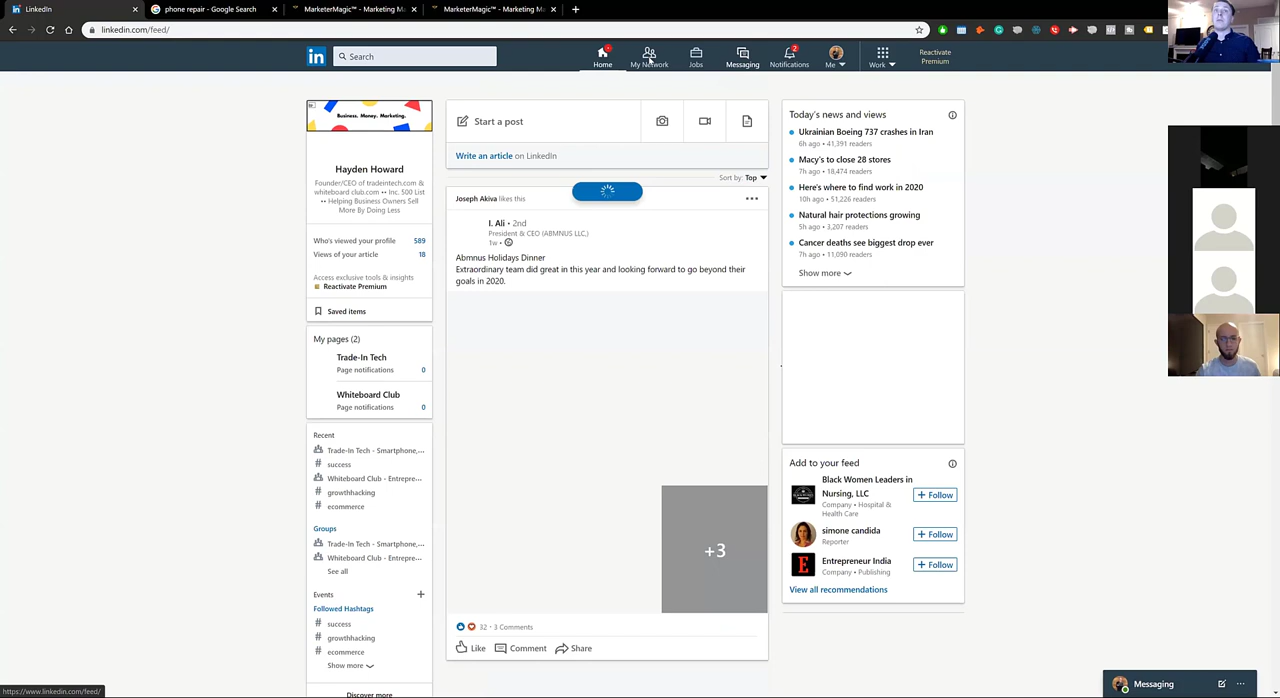 LinkedIn
phone repair - Google Search
MarketerMagic™ - Marketing M
MarketerMagic™ - Marketing M
linkedin.com/feed/
in
Search
Home
My Network
Jobs
Messaging
2
Notifications
Me
Work
Reactivate
Premium
Business. Money. Marketing.
Hayden Howard
Founder/CEO of tradeintech.com &
whiteboard club.com •• Inc. 500 List
•• Helping Business Owners Sell
More By Doing Less
Who's viewed your profile 589
Views of your article 18
Access exclusive tools & insights
Reactivate Premium
Saved items
My pages (2)
Trade-In Tech
Page notifications 0
Whiteboard Club
Page notifications 0
Recent
Trade-In Tech - Smartphone,...
# success
Whiteboard Club - Entrepre...
# growthhacking
# ecommerce
Groups
Trade-In Tech - Smartphone,...
Whiteboard Club - Entrepre...
See all
Events +
Followed Hashtags
# success
# growthhacking
# ecommerce
Show more
Discover more
Start a post
Write an article on LinkedIn
Sort by: Top
Joseph Akiva likes this
I. Ali • 2nd
President & CEO (ABMNUS LLC,)
1w •
Abmnus Holidays Dinner
Extraordinary team did great in this year and looking forward to go beyond their
goals in 2020.
+3
32 · 3 Comments
Like Comment Share
Today's news and views
Ukrainian Boeing 737 crashes in Iran
6h ago • 41,391 readers
Macy's to close 28 stores
7h ago • 18,474 readers
Here's where to find work in 2020
10h ago • 51,226 readers
Natural hair protections growing
5h ago • 3,207 readers
Cancer deaths see biggest drop ever
7h ago • 11,090 readers
Show more
Add to your feed
Black Women Leaders in
Nursing, LLC
Company • Hospital &
Health Care
+ Follow
simone candida
Reporter
+ Follow
E
Entrepreneur India
Company • Publishing
+ Follow
View all recommendations
Messaging
https://www.linkedin.com/feed/